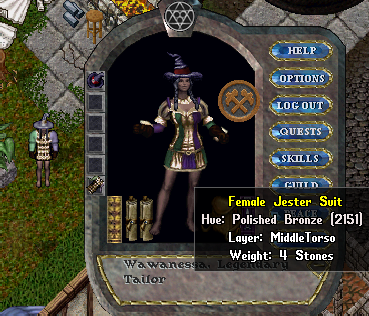 HELP
OPTIONS
LOG OUT
QUESTS
SKILLS
GUILD
Female Jester Suit
Hue: Polished Bronze (2151)
Layer: MiddleTorso
Weight: 4 Stones
Wawanessa, Legendary
Tailor